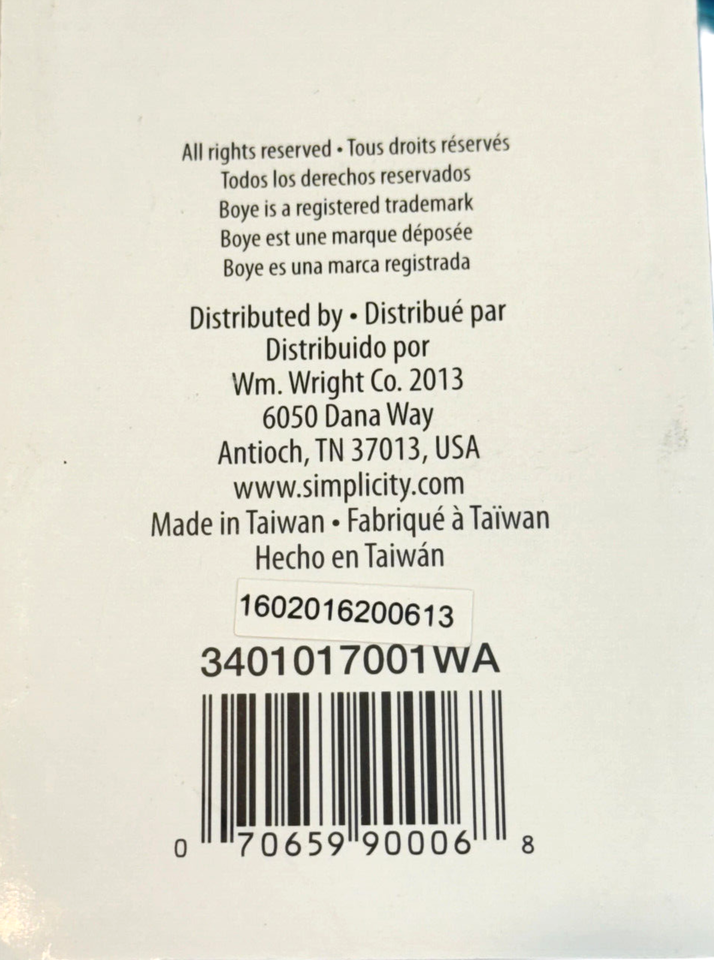 All rights reserved • Tous droits réservés
Todos los derechos reservados
Boye is a registered trademark
Boye est une marque déposée
Boye es una marca registrada
Distributed by • Distribué par
Distribuido por
Wm. Wright Co. 2013
6050 Dana Way
Antioch, TN 37013, USA
www.simplicity.com
Made in Taiwan • Fabriqué à Taïwan
Hecho en Taiwán
1602016200613
3401017001WA
0 70659 90006 8